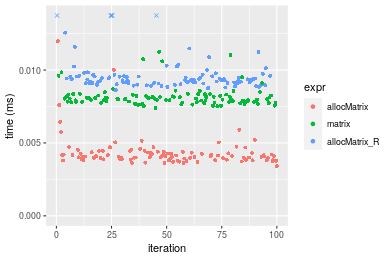 0.010
0.005
0.000
time (ms)
0
25
50
75
100
iteration
expr
allocMatrix
matrix
allocMatrix_R